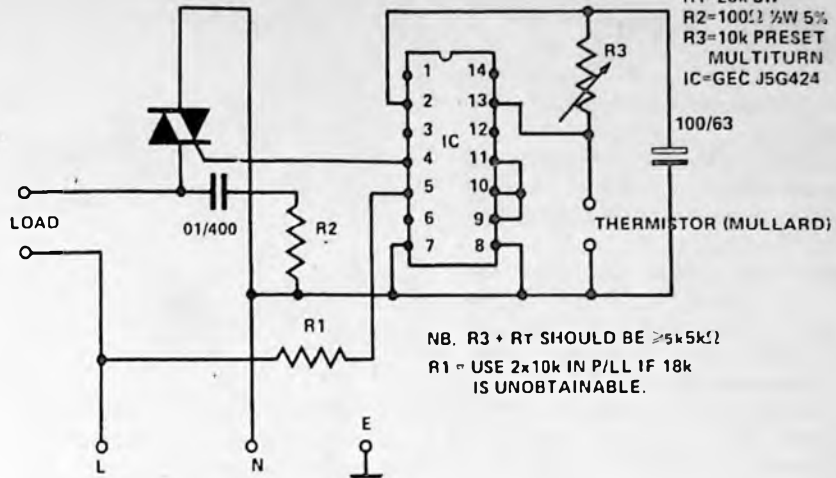 R2=100Ω ½W 5%
R3=10k PRESET
MULTITURN
IC=GEC J5G424
R3
1 14
2 13
3 12
IC
4 11
5 10
6 9
7 8
100/63
LOAD
01/400
R2
THERMISTOR (MULLARD)
R1
NB. R3 + RT SHOULD BE ≥5k5kΩ
R1 = USE 2x10k IN P/LL IF 18k
IS UNOBTAINABLE.
E
L
N